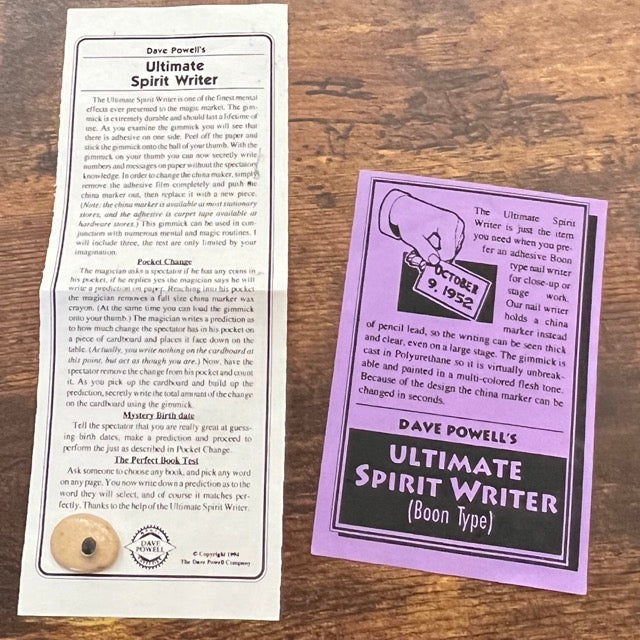 Dave Powell's
Ultimate
Spirit Writer
The Ultimate Spirit Writer is one of the finest mental
effects ever presented to the magic market. The gim-
mick is extremely durable and should last a lifetime of
use. As you examine the gimmick you will see that
there is adhesive on one side. Peel off the paper and
stick the gimmick onto the ball of your thumb. With the
gimmick on your thumb you can now secretly write
numbers and messages on paper without the spectators
knowledge. In order to change the china maker, simply
remove the adhesive film completely and push the
china marker out, then replace it with a new piece.
(Note: the china marker is available at most stationary
stores, and the adhesive is carpet tape available at
hardware stores.) This gimmick can be used in con-
junction with numerous mental and magic routines. I
will include three, the rest are only limited by your
imagination.
Pocket Change
The magician asks a spectator if he has any coins in
his pocket, if he replies yes the magician says he will
write a prediction on paper. Reaching into his pocket
the magician removes a full size china marker wax
crayon. (At the same time you can load the gimmick
onto your thumb.) The magician writes a prediction as
to how much change the spectator has in his pocket on
a piece of cardboard and places it face down on the
table. (Actually, you write nothing on the cardboard at
this point, but act as though you are.) Now, have the
spectator remove the change from his pocket and count
it. As you pick up the cardboard and build up the
prediction, secretly write the total amount of the change
on the cardboard using the gimmick.
Mystery Birth date
Tell the spectator that you are really great at guess-
ing birth dates, make a prediction and proceed to
perform the just as described in Pocket Change.
The Perfect Book Test
Ask someone to choose any book, and pick any word
on any page. You now write down a prediction as to the
word they will select, and of course it matches per-
fectly. Thanks to the help of the Ultimate Spirit Writer.
DAVE
POWELL
© Copyright 1994
The Dave Powell Company
The Ultimate Spirit
Writer is just the item
you need when you pre-
fer an adhesive Boon
type nail writer
for close-up or
stage work.
Our nail writer
holds a china
marker instead
of pencil lead, so the writing can be seen thick
and clear, even on a large stage. The gimmick is
cast in Polyurethane so it is virtually unbreak-
able and painted in a multi-colored flesh tone.
Because of the design the china marker can be
changed in seconds.
OCTOBER
9, 1952
DAVE POWELL'S
ULTIMATE
SPIRIT WRITER
(Boon Type)